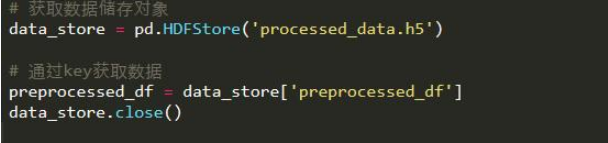 # 获取数据储存对象
data_store = pd.HDFStore('processed_data.h5')
# 通过key获取数据
preprocessed_df = data_store['preprocessed_df']
data_store.close()